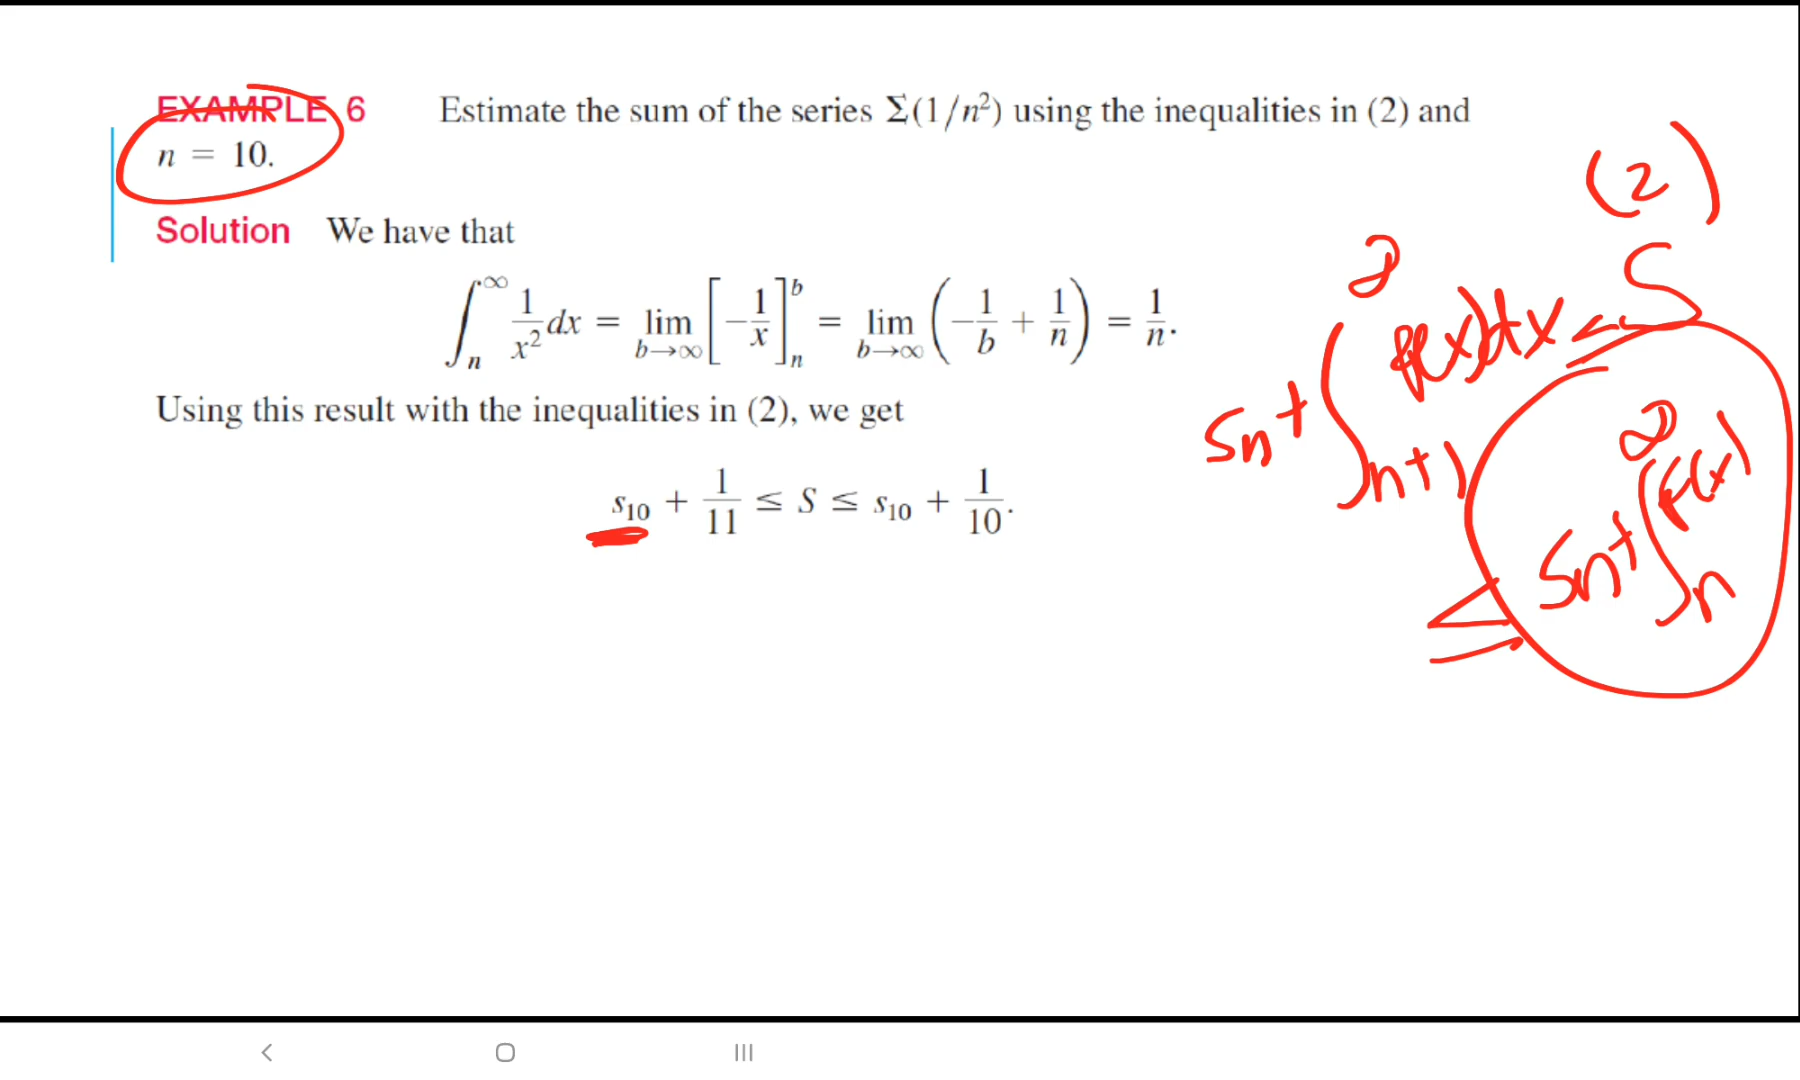 EXAMPLE 6 Estimate the sum of the series Σ(1/n²) using the inequalities in (2) and
n = 10.
Solution We have that
∫_n^∞ 1/x² dx = lim_{b→∞} [−1/x]_n^b = lim_{b→∞} (−1/b + 1/n) = 1/n.
Using this result with the inequalities in (2), we get
s₁₀ + 1/11 ≤ S ≤ s₁₀ + 1/10.
(2)
Sn + ∫_{n+1}^∞ f(x)dx ≤ S
≤ Sn + ∫_n^∞ f(x)